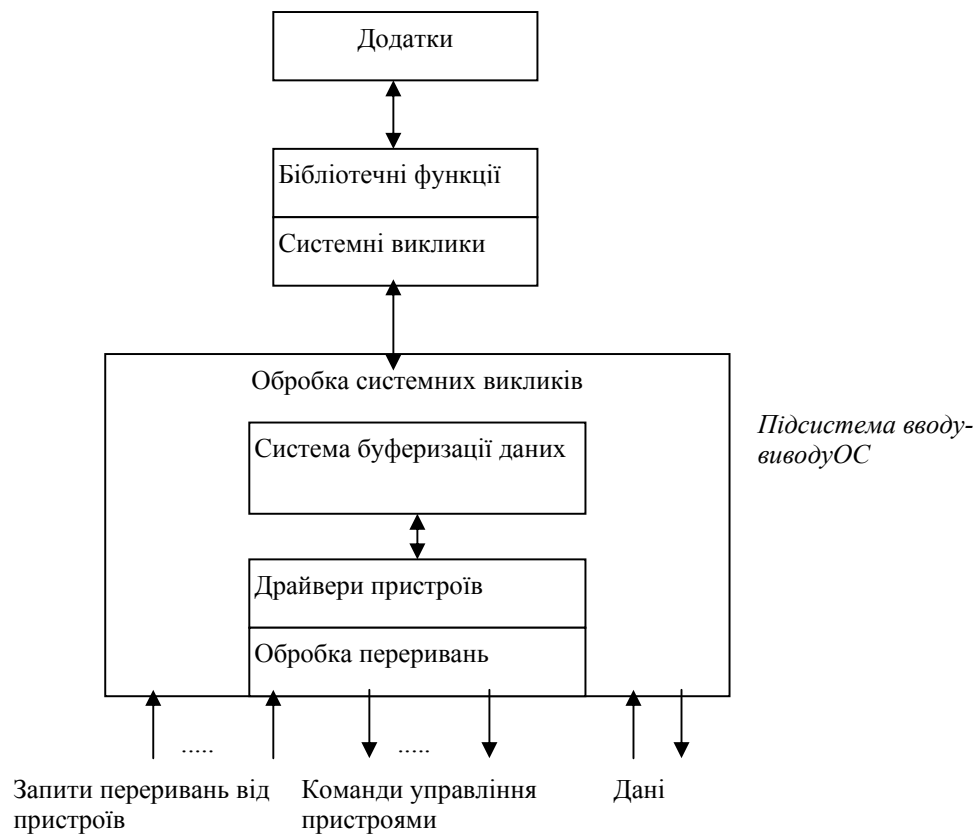 Додатки
Бібліотечні функції
Системні виклики
Обробка системних викликів
Підсистема вводу-
виводуОС
Система буферизації даних
Драйвери пристроїв
Обробка переривань
..... .....
Запити переривань від
пристроїв
Команди управління
пристроями
Дані